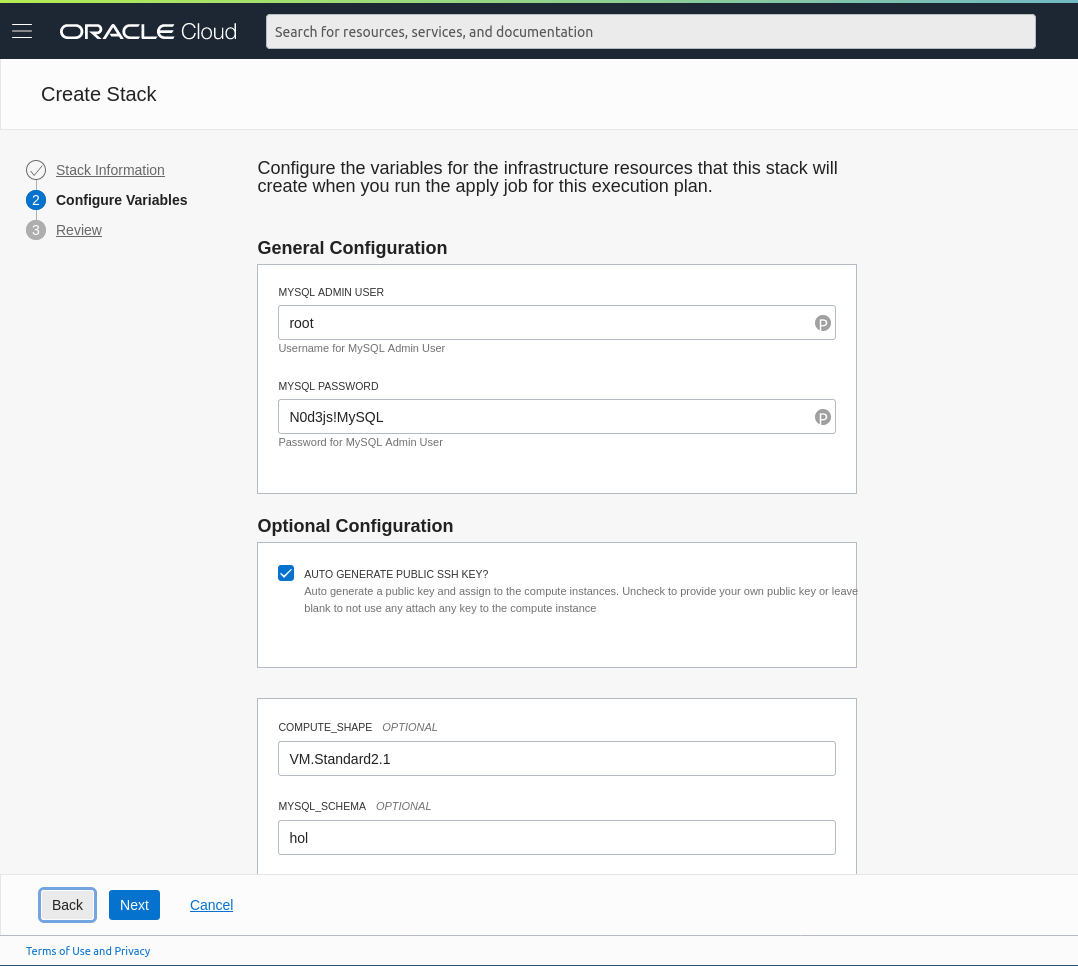 ORACLE Cloud
Search for resources, services, and documentation
Create Stack
Stack Information
2 Configure Variables
3 Review
Configure the variables for the infrastructure resources that this stack will
create when you run the apply job for this execution plan.
General Configuration
MYSQL ADMIN USER
root
Username for MySQL Admin User
MYSQL PASSWORD
N0d3js!MySQL
Password for MySQL Admin User
Optional Configuration
AUTO GENERATE PUBLIC SSH KEY?
Auto generate a public key and assign to the compute instances. Uncheck to provide your own public key or leave
blank to not use any attach any key to the compute instance
COMPUTE_SHAPE OPTIONAL
VM.Standard2.1
MYSQL_SCHEMA OPTIONAL
hol
Back Next Cancel
Terms of Use and Privacy